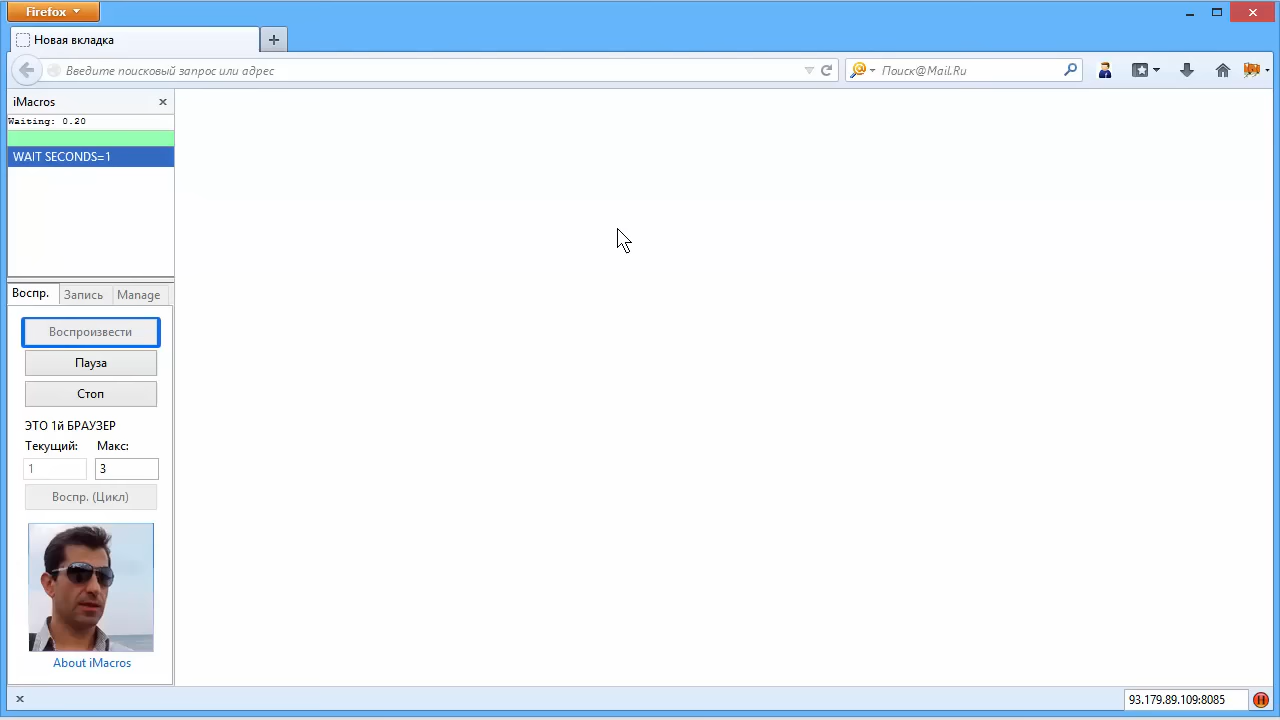 Firefox
Новая вкладка
Введите поисковый запрос или адрес
Поиск@Mail.Ru
iMacros
Waiting: 0.20
WAIT SECONDS=1
Воспр.
Запись
Manage
Воспроизвести
Пауза
Стоп
ЭТО 1й БРАУЗЕР
Текущий: Макс:
1 3
Воспр. (Цикл)
About iMacros
93.179.89.109:8085